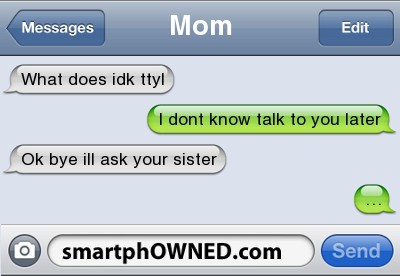 Messages
Mom
Edit
What does idk ttyl
I dont know talk to you later
Ok bye ill ask your sister
...
smartphOWNED.com
Send